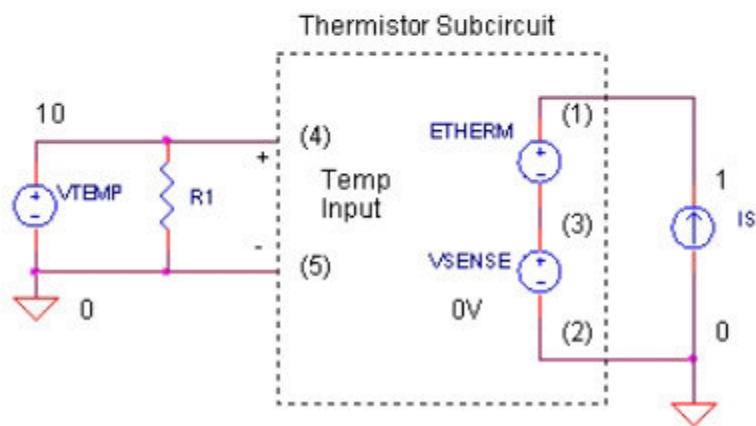 Thermistor Subcircuit
10
(4)
(1)
+
ETHERM
+
-
VTEMP
+
-
R1
Temp
Input
(3)
1
IS
-
(5)
VSENSE
+
-
0
0V
(2)
0